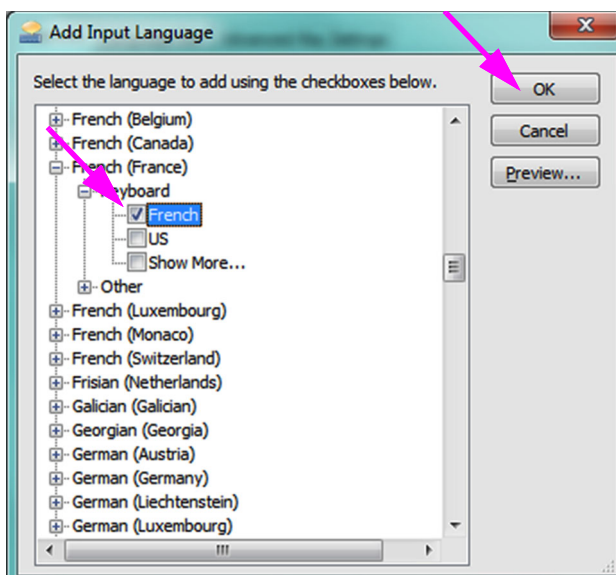 Add Input Language
Select the language to add using the checkboxes below.
OK
Cancel
Preview...
French (Belgium)
French (Canada)
French (France)
Keyboard
French
US
Show More...
Other
French (Luxembourg)
French (Monaco)
French (Switzerland)
Frisian (Netherlands)
Galician (Galician)
Georgian (Georgia)
German (Austria)
German (Germany)
German (Liechtenstein)
German (Luxembourg)